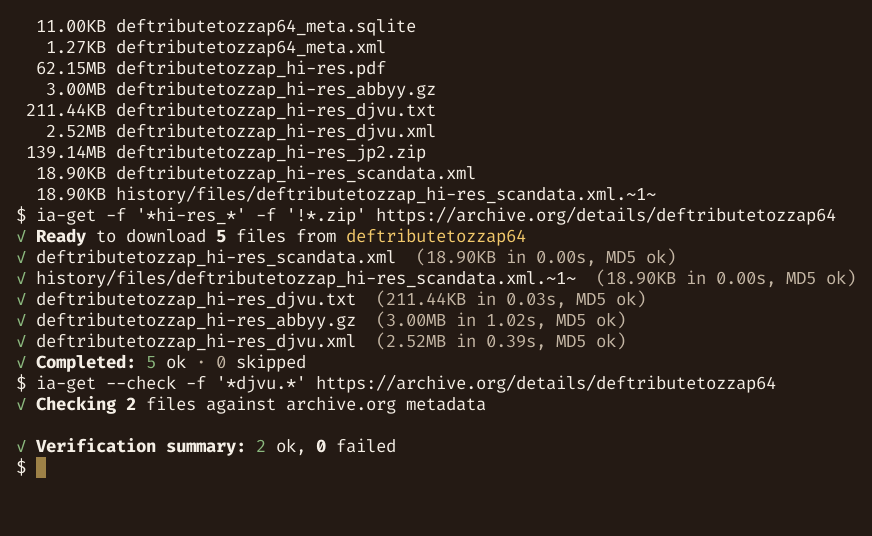 11.00KB deftributetozzap64_meta.sqlite
1.27KB deftributetozzap64_meta.xml
62.15MB deftributetozzap_hi-res.pdf
3.00MB deftributetozzap_hi-res_abbyy.gz
211.44KB deftributetozzap_hi-res_djvu.txt
2.52MB deftributetozzap_hi-res_djvu.xml
139.14MB deftributetozzap_hi-res_jp2.zip
18.90KB deftributetozzap_hi-res_scandata.xml
18.90KB history/files/deftributetozzap_hi-res_scandata.xml.~1~
$ ia-get -f '*hi-res_*' -f '!*.zip' https://archive.org/details/deftributetozzap64
√ Ready to download 5 files from deftributetozzap64
√ deftributetozzap_hi-res_scandata.xml (18.90KB in 0.00s, MD5 ok)
√ history/files/deftributetozzap_hi-res_scandata.xml.~1~ (18.90KB in 0.00s, MD5 ok)
√ deftributetozzap_hi-res_djvu.txt (211.44KB in 0.03s, MD5 ok)
√ deftributetozzap_hi-res_abbyy.gz (3.00MB in 1.02s, MD5 ok)
√ deftributetozzap_hi-res_djvu.xml (2.52MB in 0.39s, MD5 ok)
√ Completed: 5 ok · 0 skipped
$ ia-get --check -f '*djvu.*' https://archive.org/details/deftributetozzap64
√ Checking 2 files against archive.org metadata
√ Verification summary: 2 ok, 0 failed
$